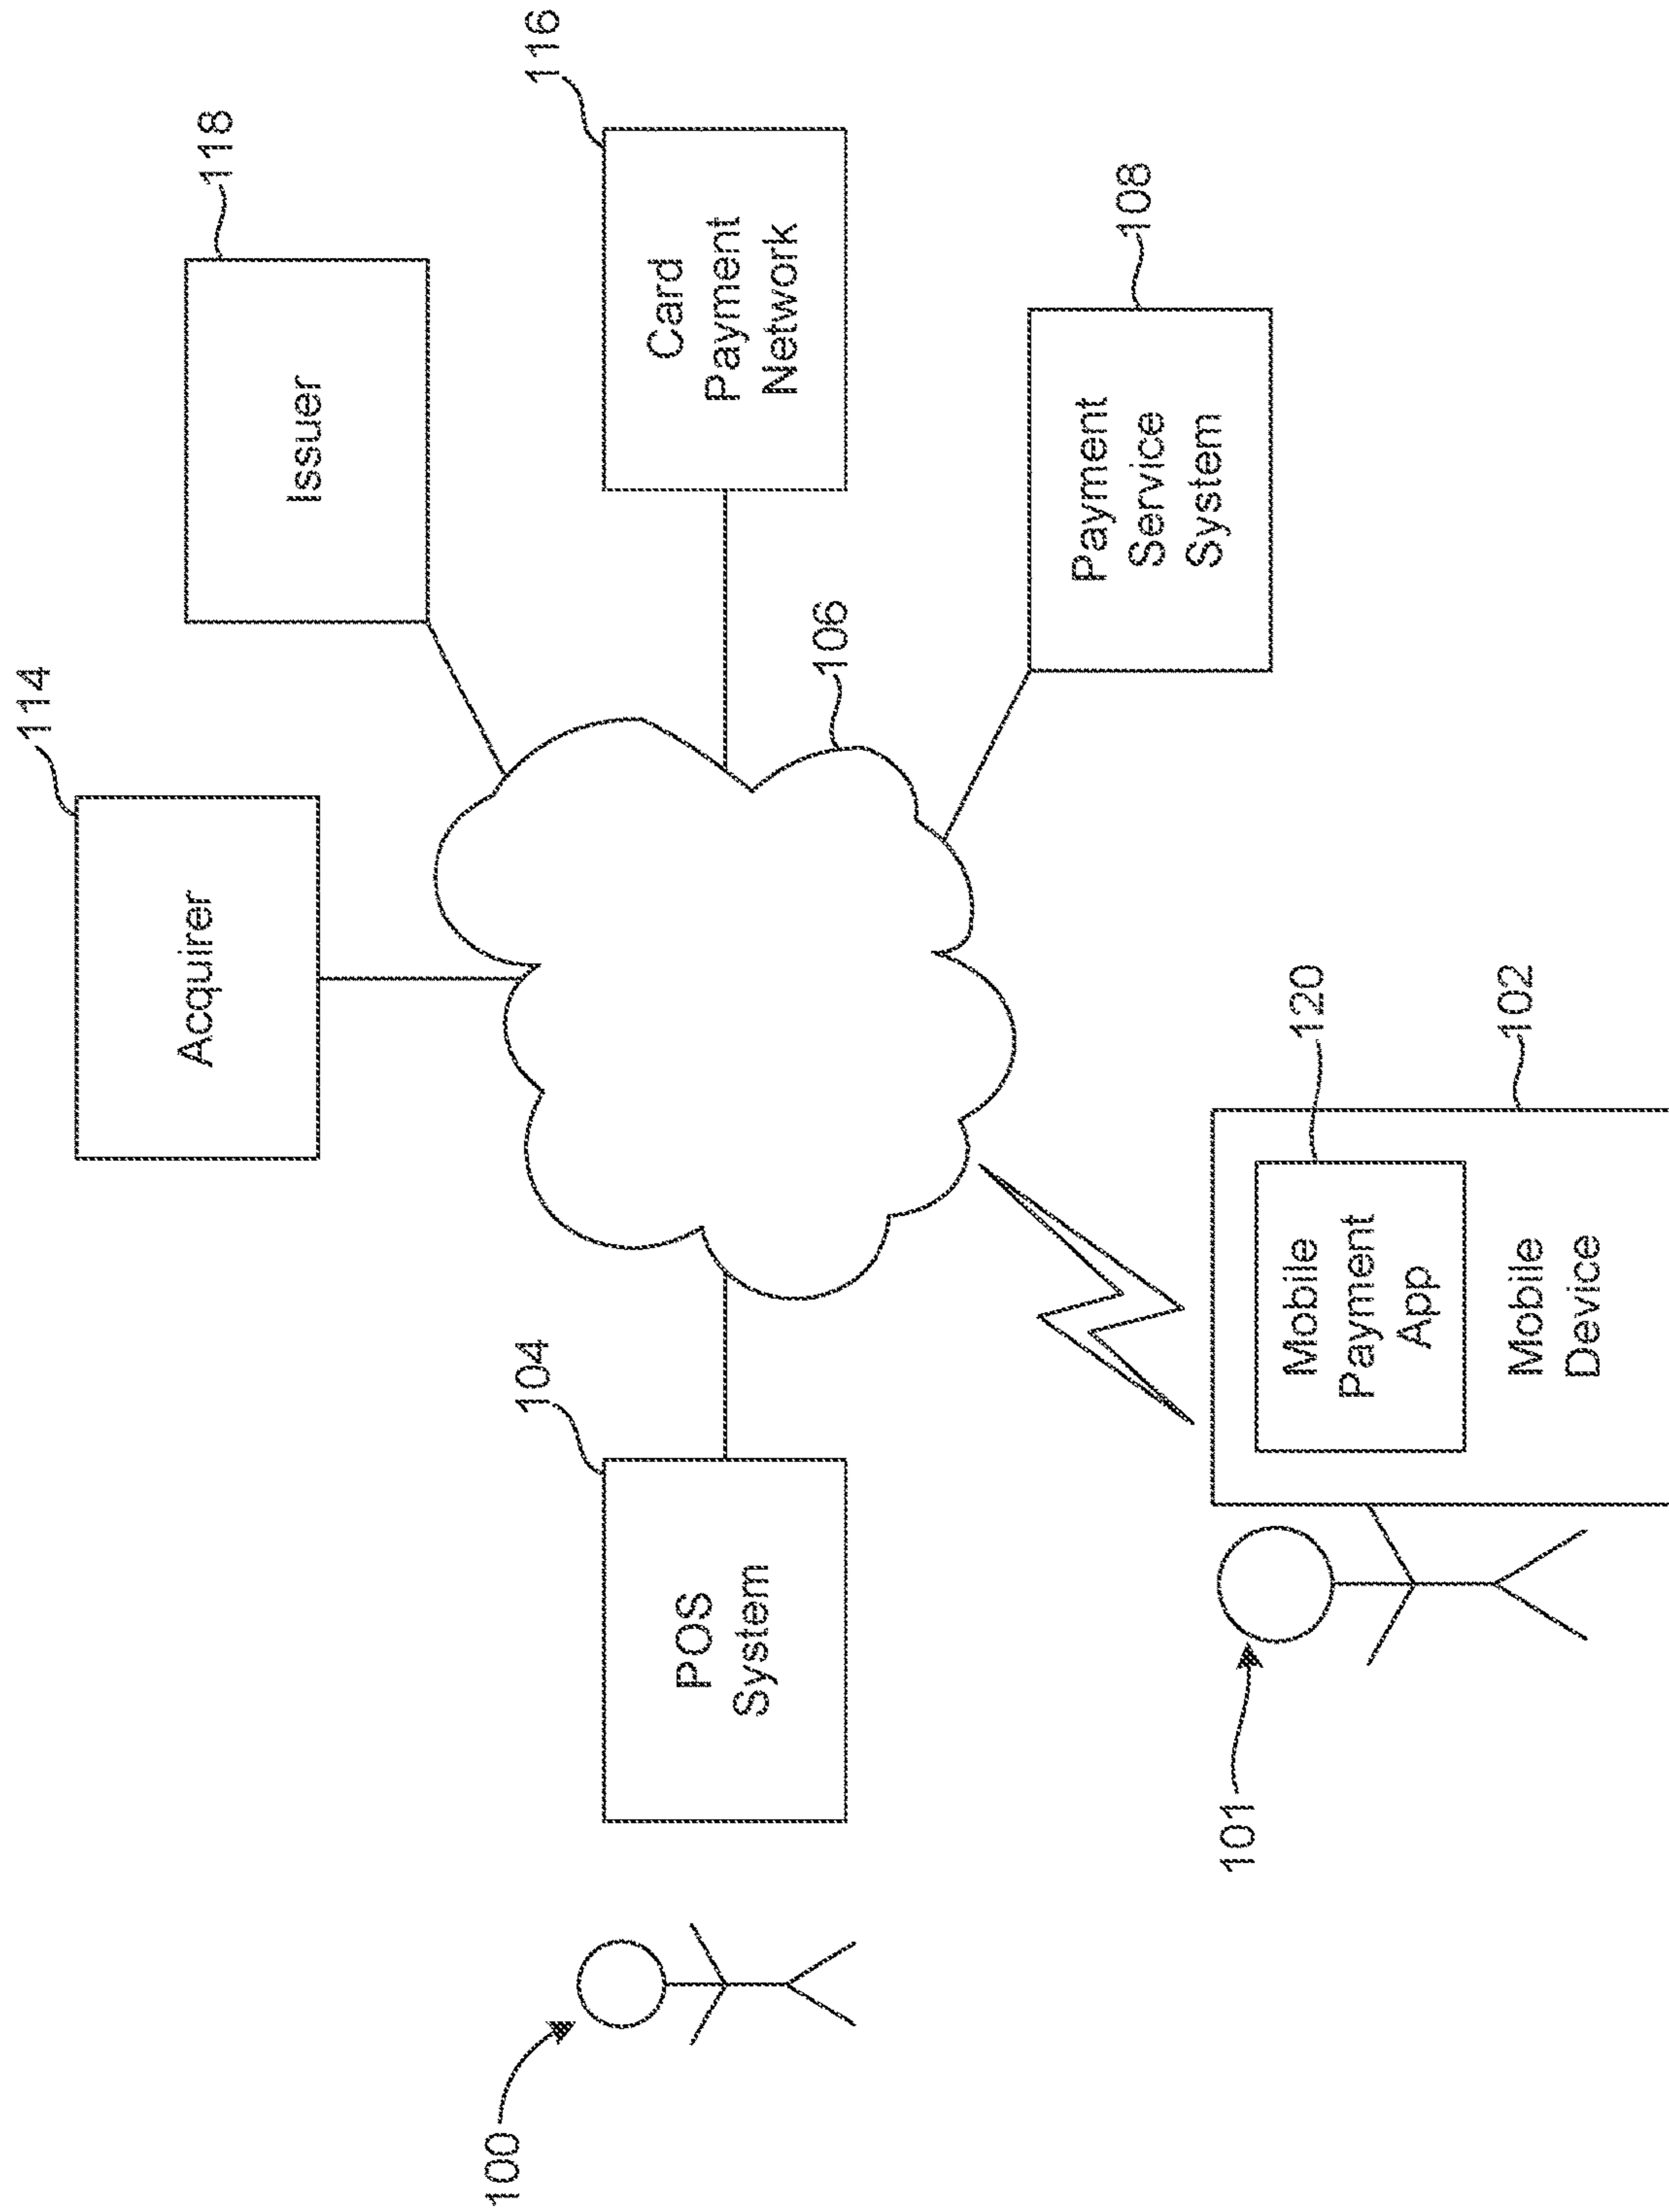 114
Acquirer
118
Issuer
104
POS
System
116
Card
Payment
Network
106
100
108
Payment
Service
System
101
120
Mobile
Payment
App
102
Mobile
Device